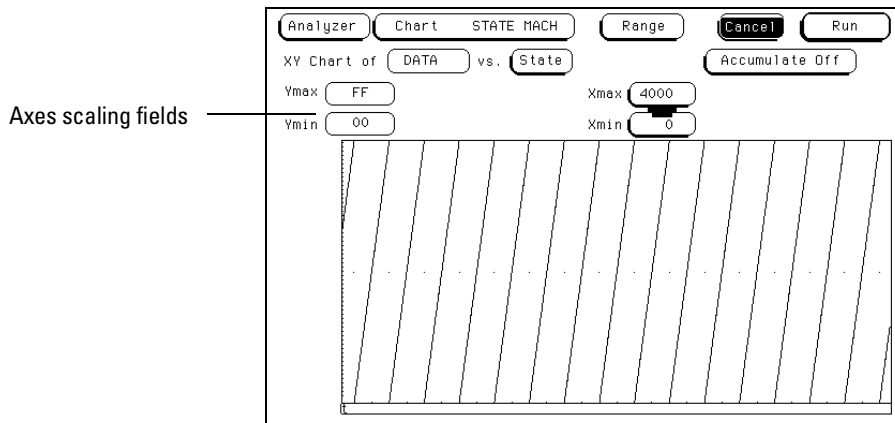 Analyzer Chart STATE MACH Range Cancel Run
XY Chart of DATA vs. State Accumulate Off
Ymax FF Xmax 4000
Axes scaling fields
Ymin 00 Xmin 0